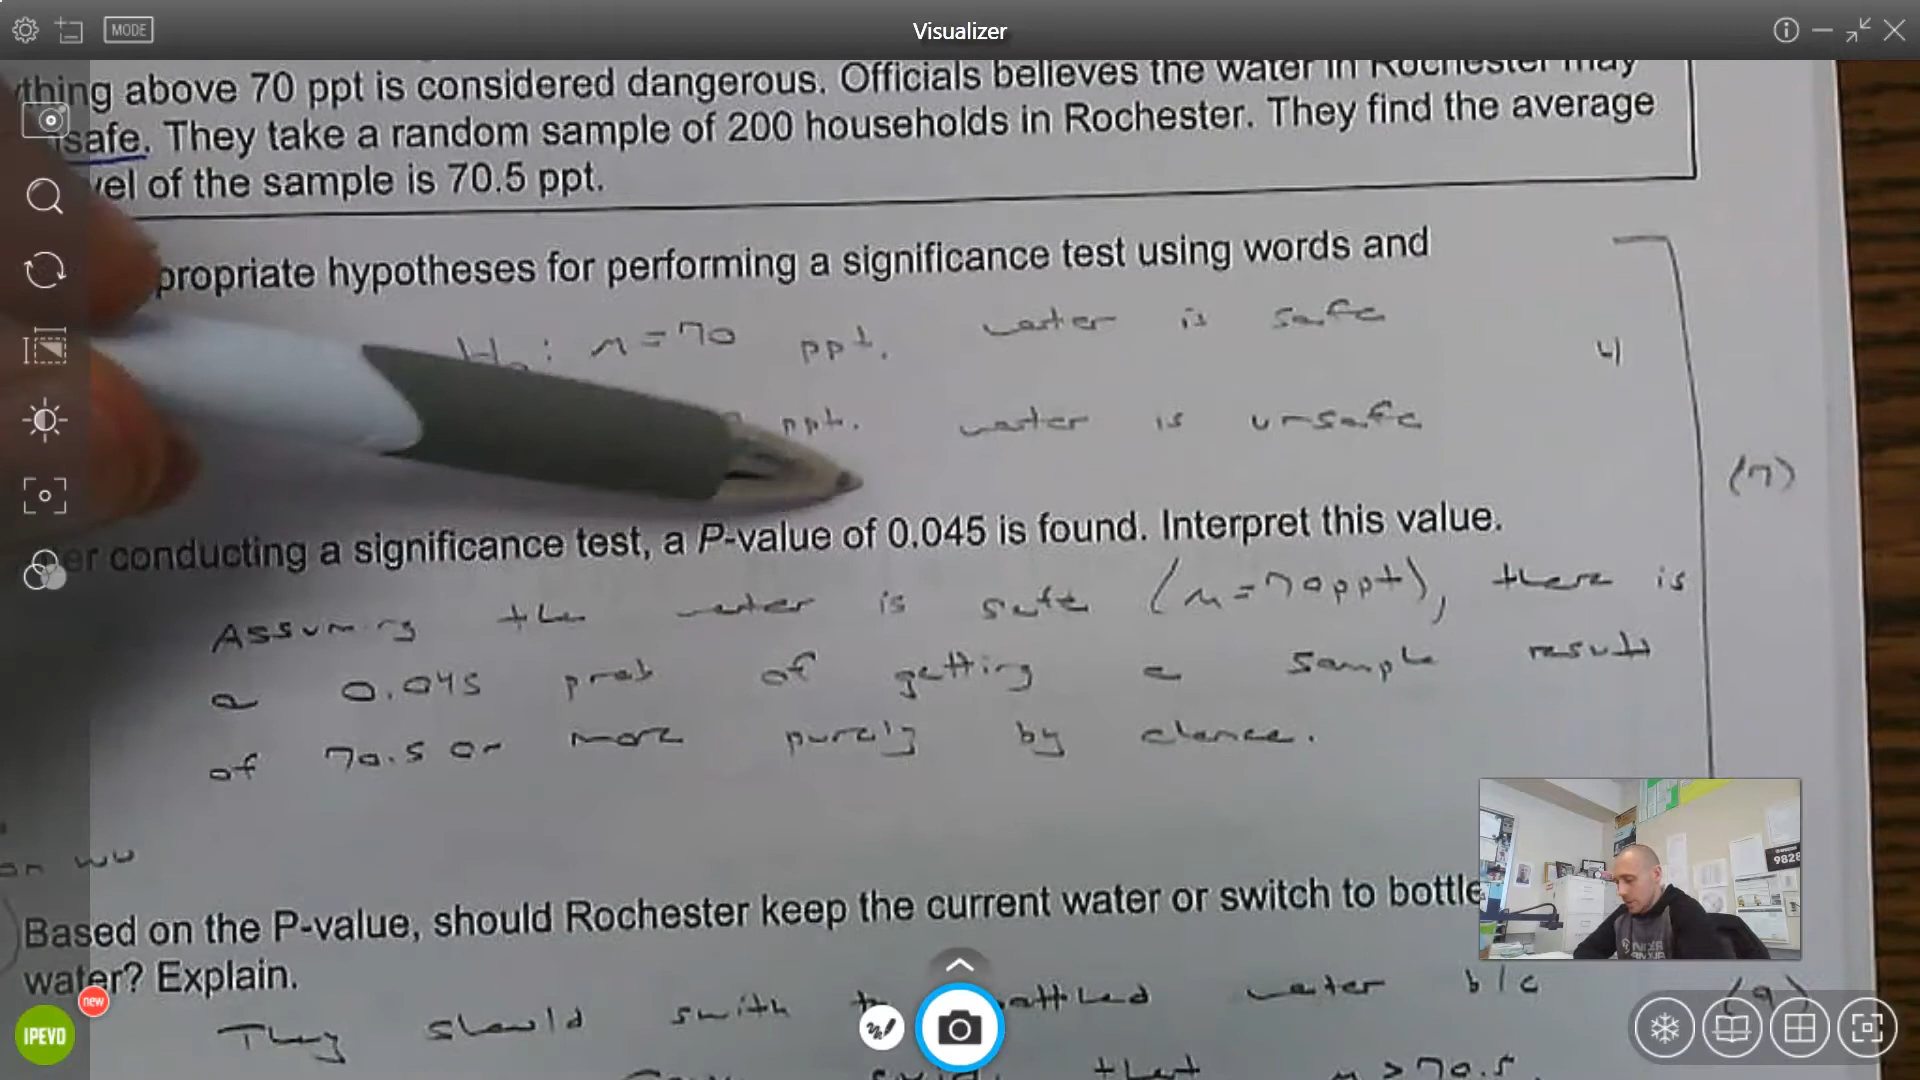 MODE
Visualizer
thing above 70 ppt is considered dangerous. Officials believes the water in Rochester may
safe. They take a random sample of 200 households in Rochester. They find the average
vel of the sample is 70.5 ppt.
propriate hypotheses for performing a significance test using words and
H₀: μ=70 ppt. water is safe
4)
ppt. water is unsafe
(7)
er conducting a significance test, a P-value of 0.045 is found. Interpret this value.
Assuming the water is safe (μ=70ppt), there is
a 0.045 prob of getting a sample result
of 70.5 or more purely by chance.
9828
Based on the P-value, should Rochester keep the current water or switch to bottle
water? Explain.
They should swith bottled water b/c
(9)
that μ >70.5
new
IPEVO